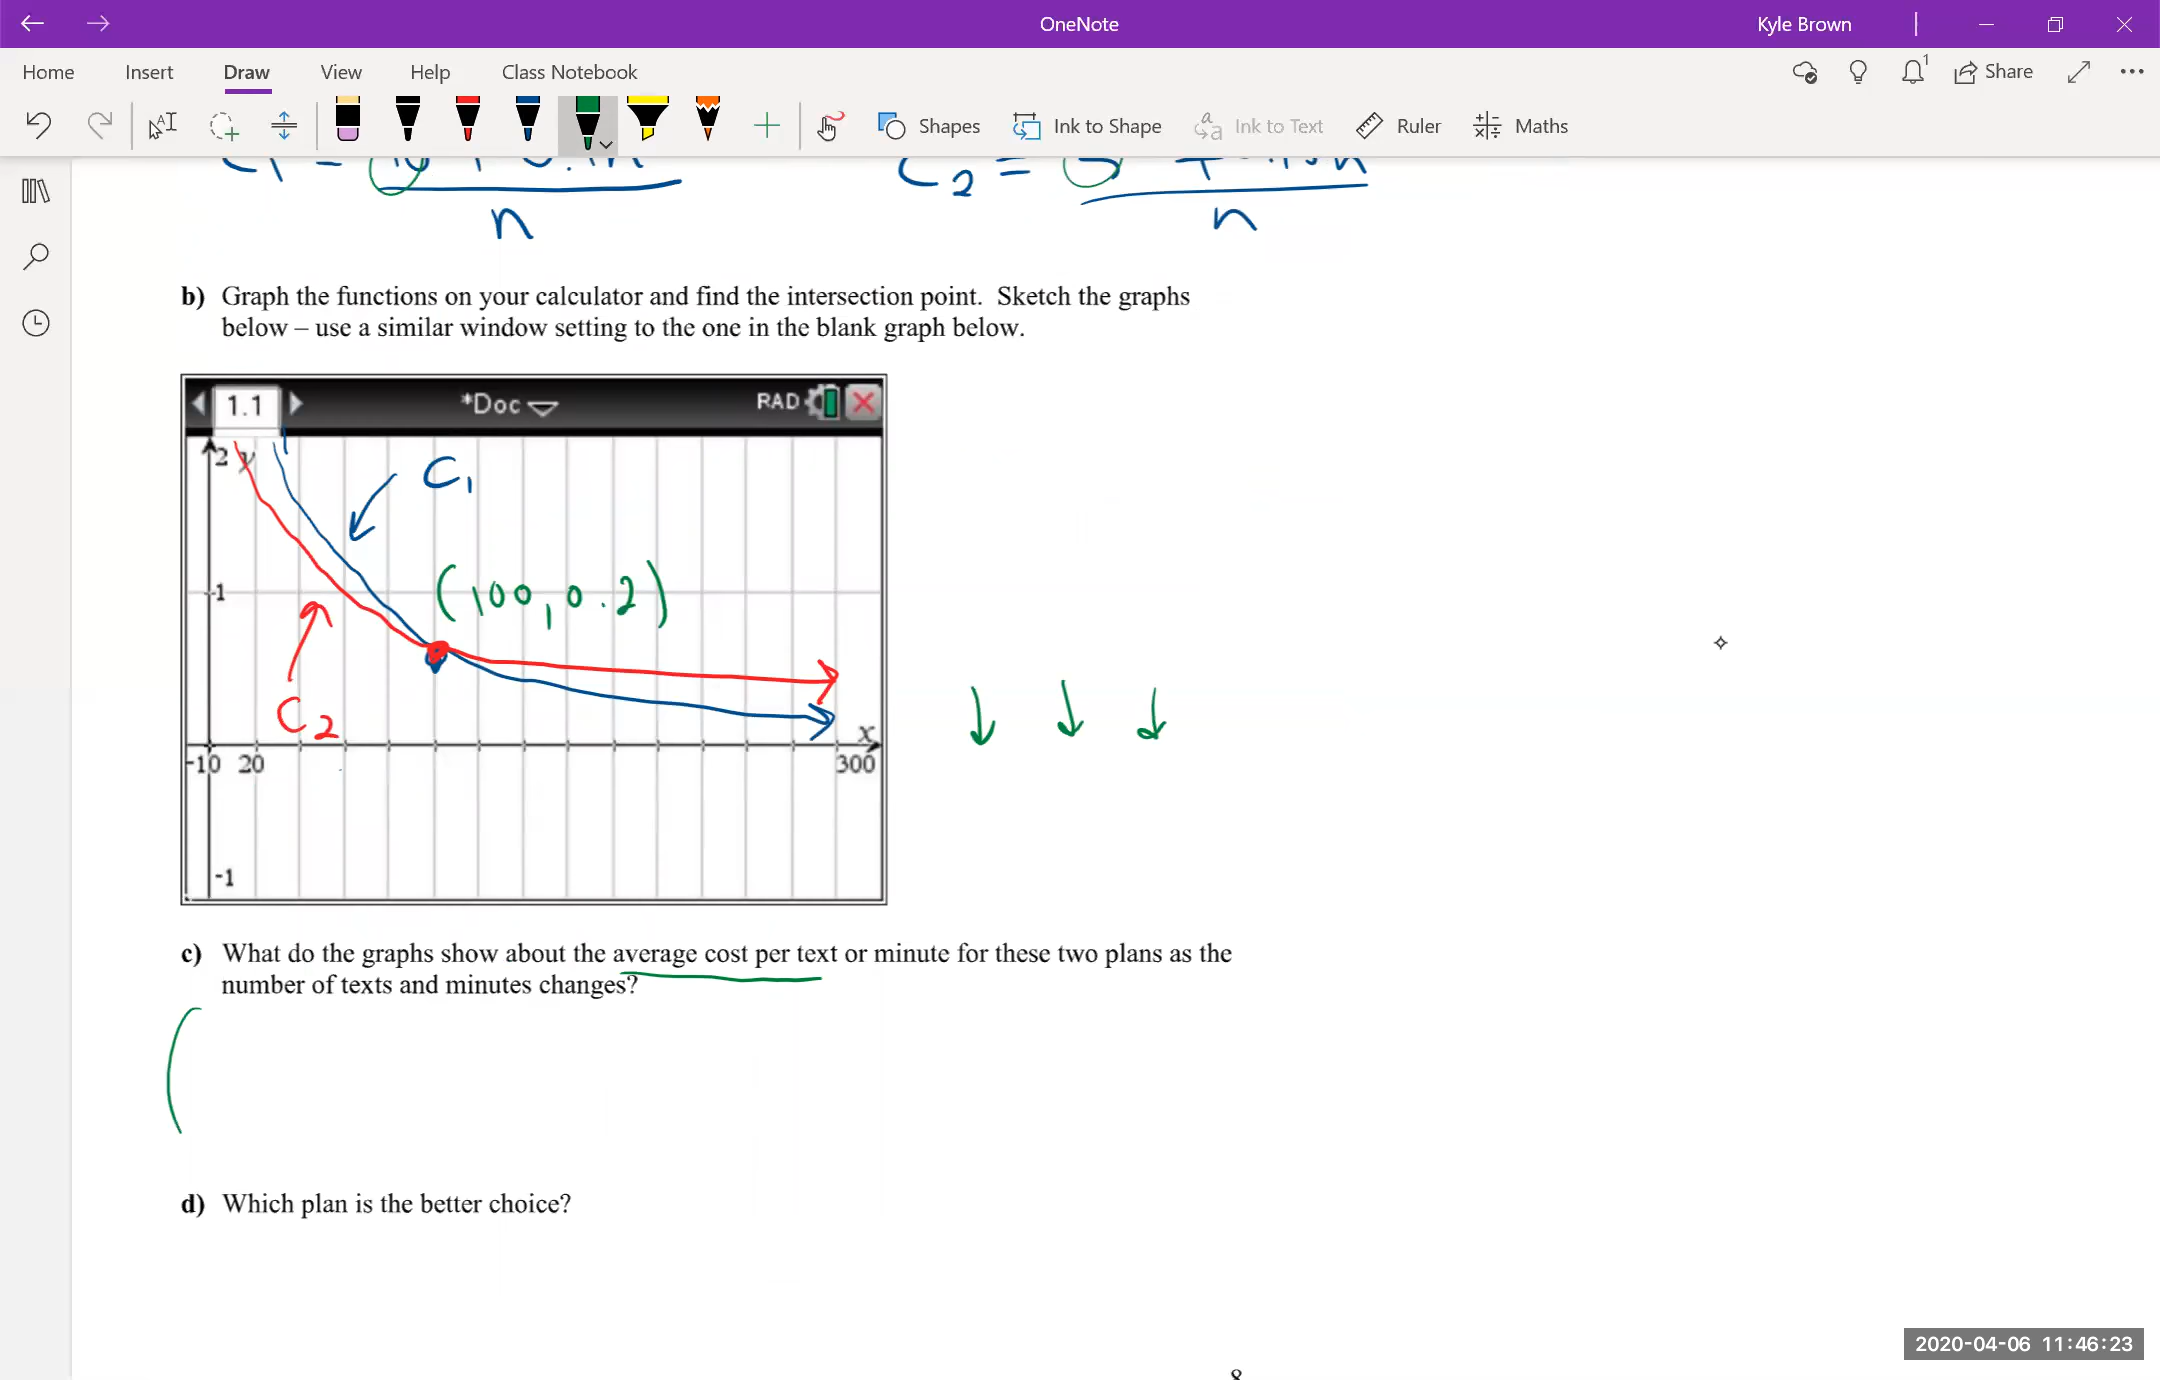 OneNote
Kyle Brown
Home Insert Draw View Help Class Notebook
1 Share
Shapes Ink to Shape Ink to Text Ruler Maths
C1 =
n
C2 =
n
b) Graph the functions on your calculator and find the intersection point. Sketch the graphs
below – use a similar window setting to the one in the blank graph below.
1.1 *Doc RAD
2 y
C1
1
(100, 0.2)
C2
x
-10 20 300
-1
c) What do the graphs show about the average cost per text or minute for these two plans as the
number of texts and minutes changes?
d) Which plan is the better choice?
2020-04-06 11:46:23
8